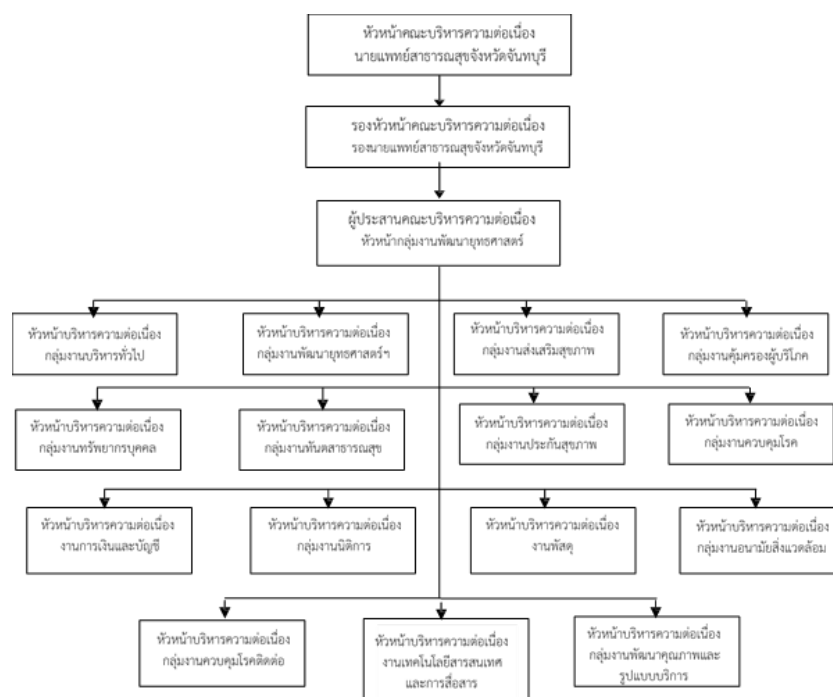 หัวหน้าคณะบริหารความต่อเนื่อง
นายแพทย์สาธารณสุขจังหวัดจันทบุรี
รองหัวหน้าคณะบริหารความต่อเนื่อง
รองนายแพทย์สาธารณสุขจังหวัดจันทบุรี
ผู้ประสานคณะบริหารความต่อเนื่อง
หัวหน้ากลุ่มงานพัฒนายุทธศาสตร์
หัวหน้าบริหารความต่อเนื่อง
กลุ่มงานบริหารทั่วไป
หัวหน้าบริหารความต่อเนื่อง
กลุ่มงานพัฒนายุทธศาสตร์ฯ
หัวหน้าบริหารความต่อเนื่อง
กลุ่มงานส่งเสริมสุขภาพ
หัวหน้าบริหารความต่อเนื่อง
กลุ่มงานคุ้มครองผู้บริโภค
หัวหน้าบริหารความต่อเนื่อง
กลุ่มงานทรัพยากรบุคคล
หัวหน้าบริหารความต่อเนื่อง
กลุ่มงานทันตสาธารณสุข
หัวหน้าบริหารความต่อเนื่อง
กลุ่มงานประกันสุขภาพ
หัวหน้าบริหารความต่อเนื่อง
กลุ่มงานควบคุมโรค
หัวหน้าบริหารความต่อเนื่อง
งานการเงินและบัญชี
หัวหน้าบริหารความต่อเนื่อง
กลุ่มงานนิติการ
หัวหน้าบริหารความต่อเนื่อง
งานพัสดุ
หัวหน้าบริหารความต่อเนื่อง
กลุ่มงานอนามัยสิ่งแวดล้อม
หัวหน้าบริหารความต่อเนื่อง
กลุ่มงานควบคุมโรคติดต่อ
หัวหน้าบริหารความต่อเนื่อง
งานเทคโนโลยีสารสนเทศ
และการสื่อสาร
หัวหน้าบริหารความต่อเนื่อง
กลุ่มงานพัฒนาคุณภาพและ
รูปแบบบริการ